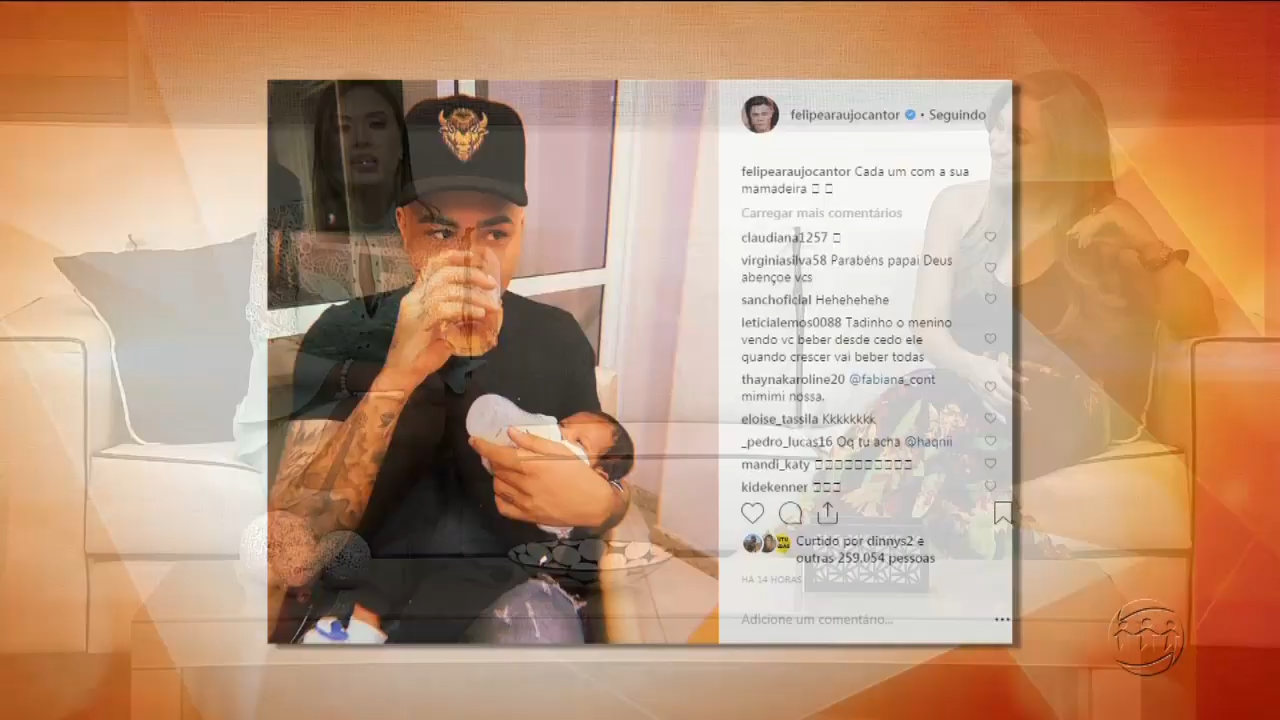 felipearaujocantor • Seguindo
felipearaujocantor Cada um com a sua
mamadeira
Carregar mais comentários
claudiana1257
virginiasilva58 Parabéns papai Deus
abençoe vcs
sanchoficial Hehehehehe
leticialemos0088 Tadinho o menino
vendo vc beber desde cedo ele
quando crescer vai beber todas
thaynakaroline20 @fabiana_cont
mimimi nossa.
eloise_tassila Kkkkkkkk
_pedro_lucas16 Oq tu acha @haqnii
mandi_katy
kidekenner
Curtido por dinnys2 e
outras 259.054 pessoas
HÁ 14 HORAS
Adicione um comentário...